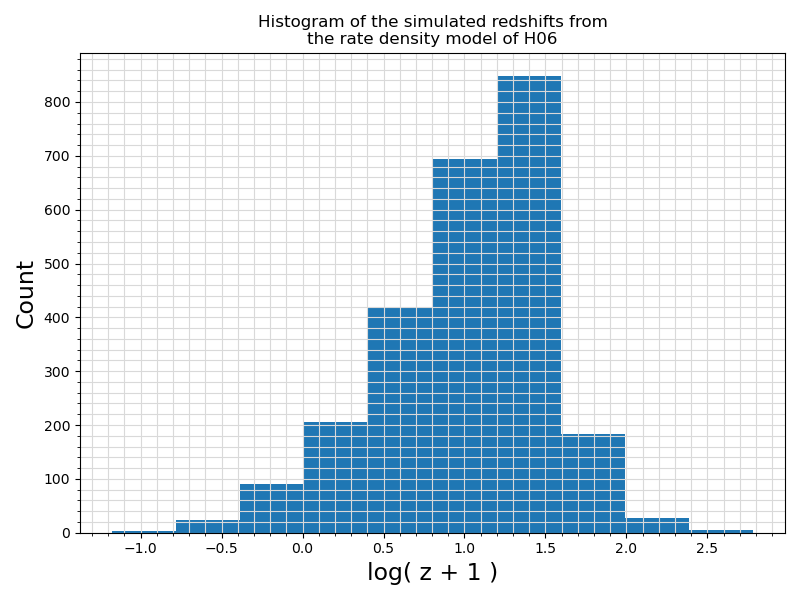 Histogram of the simulated redshifts from
the rate density model of H06
800
700
600
500
400
300
200
100
0
Count
−1.0 −0.5 0.0 0.5 1.0 1.5 2.0 2.5
log( z + 1 )